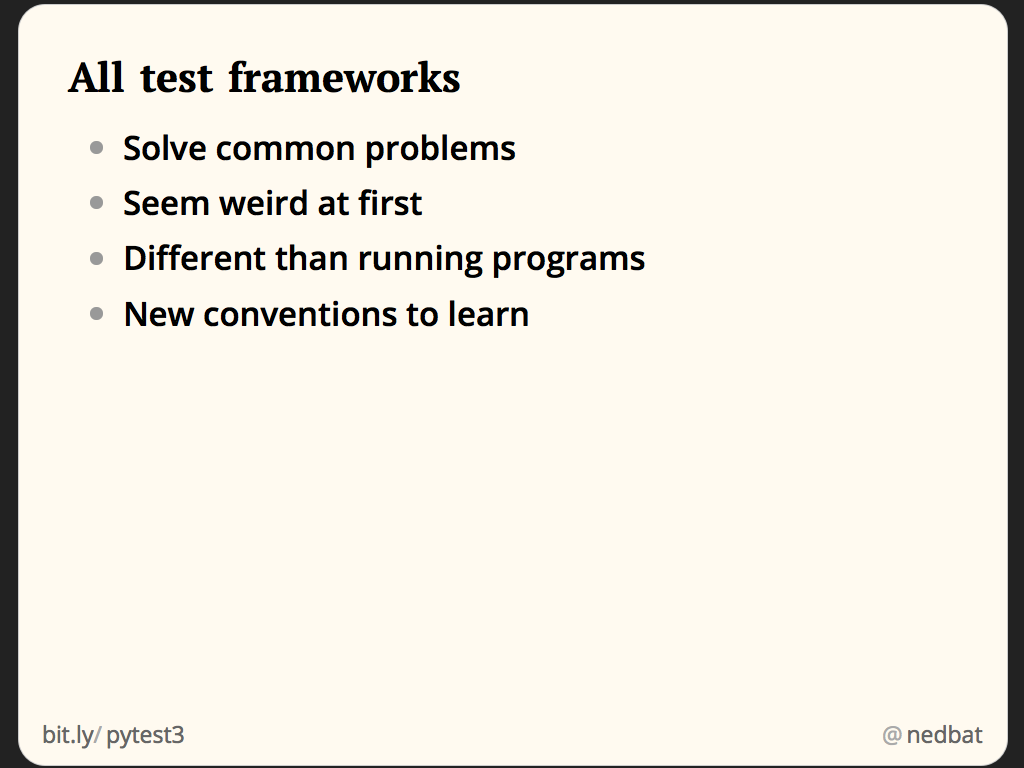 All test frameworks
Solve common problems
Seem weird at first
Different than running programs
New conventions to learn
bit.ly/pytest3
@nedbat